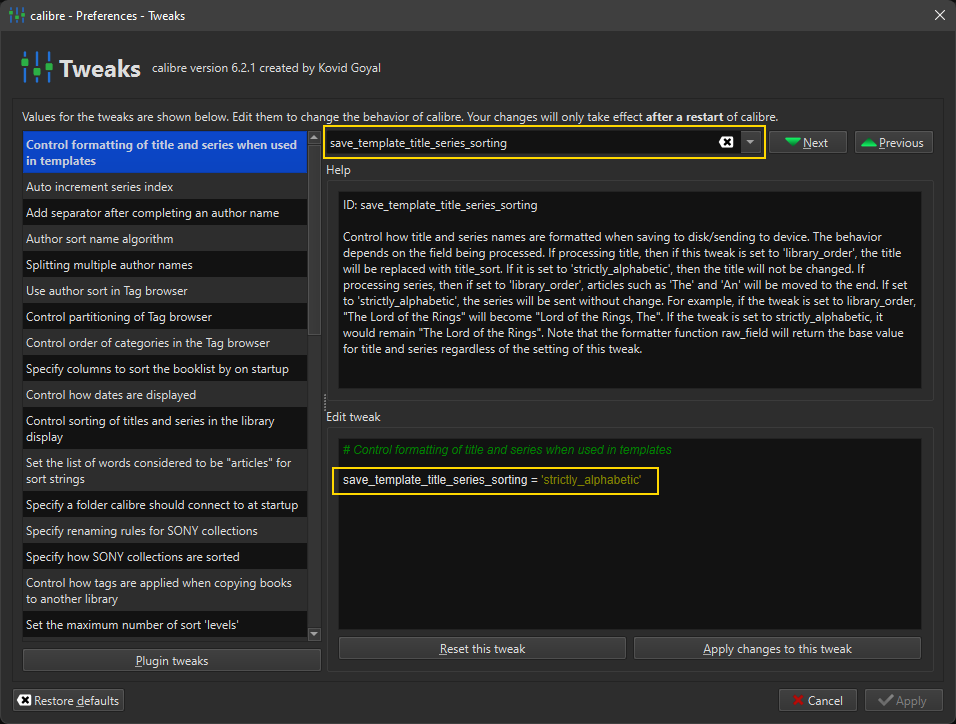 calibre - Preferences - Tweaks
Tweaks calibre version 6.2.1 created by Kovid Goyal
Values for the tweaks are shown below. Edit them to change the behavior of calibre. Your changes will only take effect after a restart of calibre.
Control formatting of title and series when used
in templates
Auto increment series index
Add separator after completing an author name
Author sort name algorithm
Splitting multiple author names
Use author sort in Tag browser
Control partitioning of Tag browser
Control order of categories in the Tag browser
Specify columns to sort the booklist by on startup
Control how dates are displayed
Control sorting of titles and series in the library
display
Set the list of words considered to be "articles" for
sort strings
Specify a folder calibre should connect to at startup
Specify renaming rules for SONY collections
Specify how SONY collections are sorted
Control how tags are applied when copying books
to another library
Set the maximum number of sort 'levels'
Plugin tweaks
save_template_title_series_sorting
Next
Previous
Help
ID: save_template_title_series_sorting
Control how title and series names are formatted when saving to disk/sending to device. The behavior
depends on the field being processed. If processing title, then if this tweak is set to 'library_order', the title
will be replaced with title_sort. If it is set to 'strictly_alphabetic', then the title will not be changed. If
processing series, then if set to 'library_order', articles such as 'The' and 'An' will be moved to the end. If set
to 'strictly_alphabetic', the series will be sent without change. For example, if the tweak is set to library_order,
"The Lord of the Rings" will become "Lord of the Rings, The". If the tweak is set to strictly_alphabetic, it
would remain "The Lord of the Rings". Note that the formatter function raw_field will return the base value
for title and series regardless of the setting of this tweak.
Edit tweak
# Control formatting of title and series when used in templates
save_template_title_series_sorting = 'strictly_alphabetic'
Reset this tweak
Apply changes to this tweak
Restore defaults
Cancel
Apply